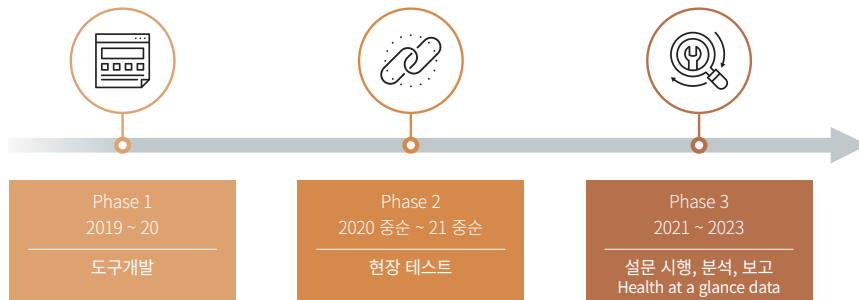 Phase 1
2019 ~ 20
도구개발
Phase 2
2020 중순 ~ 21 중순
현장 테스트
Phase 3
2021 ~ 2023
설문 시행, 분석, 보고
Health at a glance data